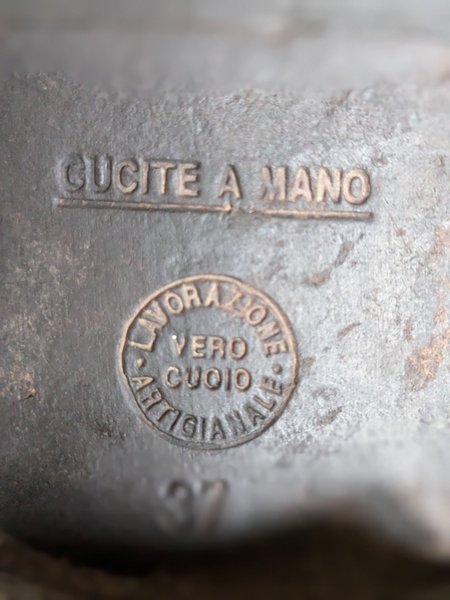 CUCITE A MANO
LAVORAZIONE
VERO
CUOIO
ARTIGIANALE
37